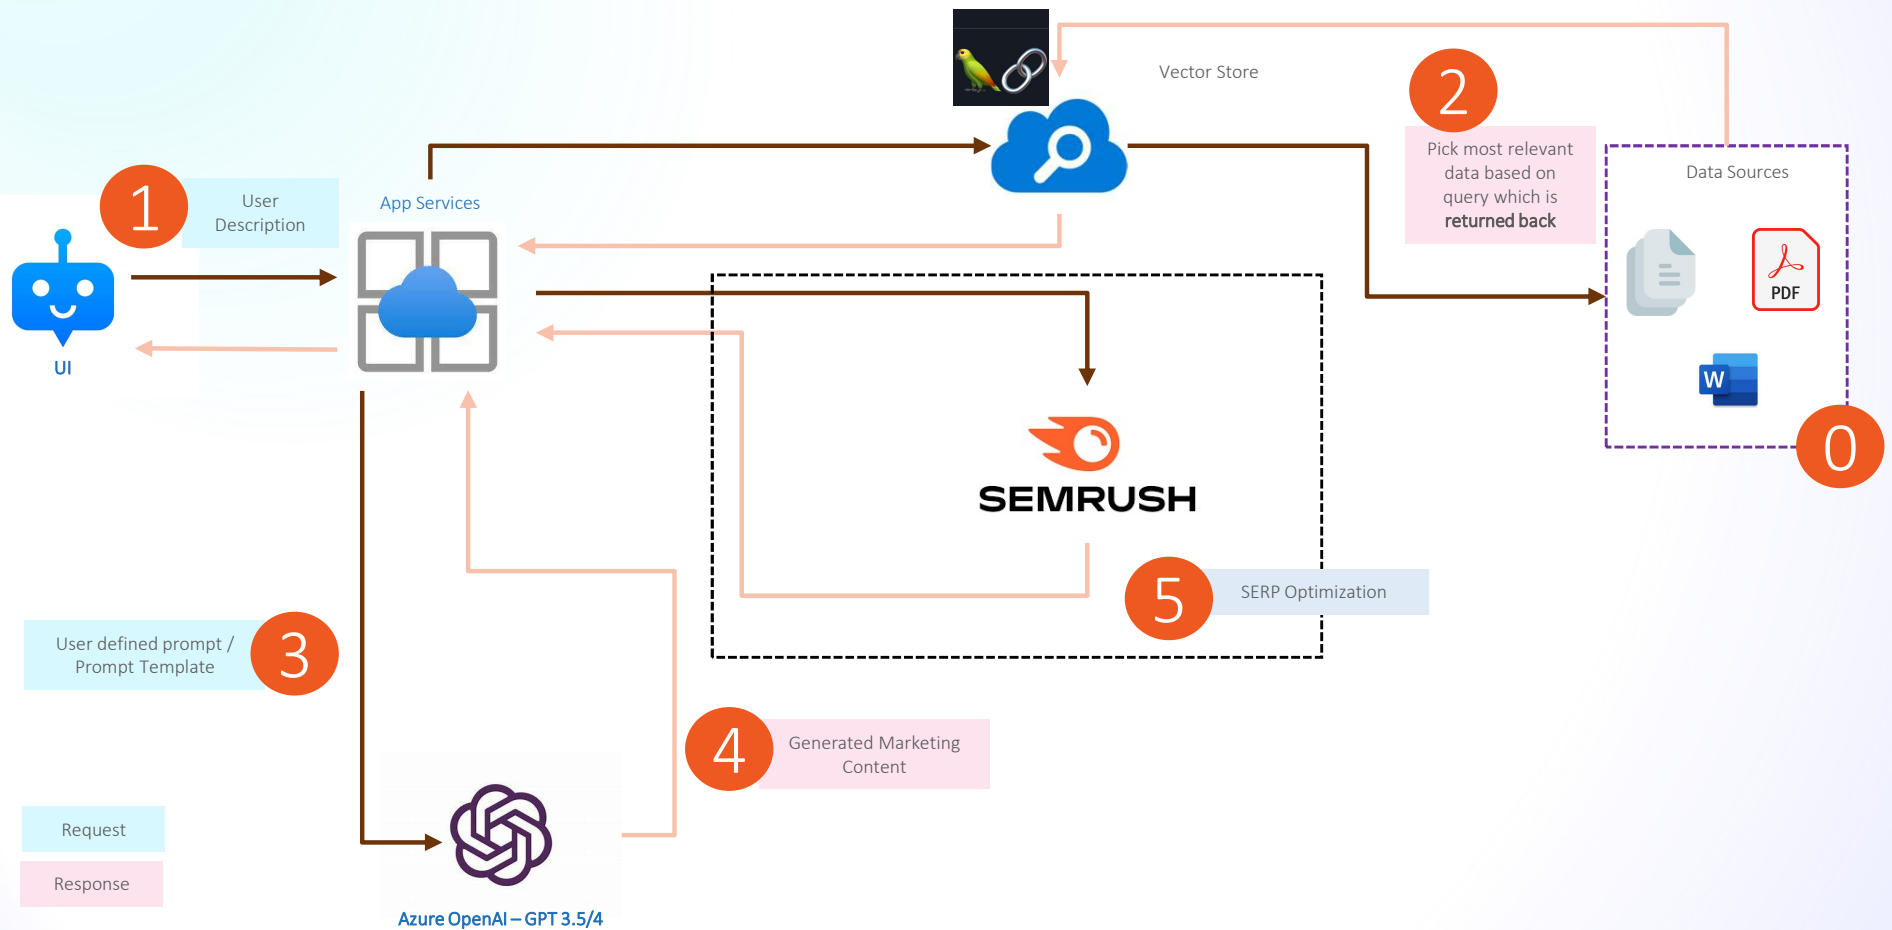 Vector Store
2
Pick most relevant
data based on
query which is
returned back
Data Sources
PDF
W
0
1
User
Description
App Services
UI
SEMRUSH
5
SERP Optimization
User defined prompt /
Prompt Template
3
4
Generated Marketing
Content
Request
Response
Azure OpenAI – GPT 3.5/4